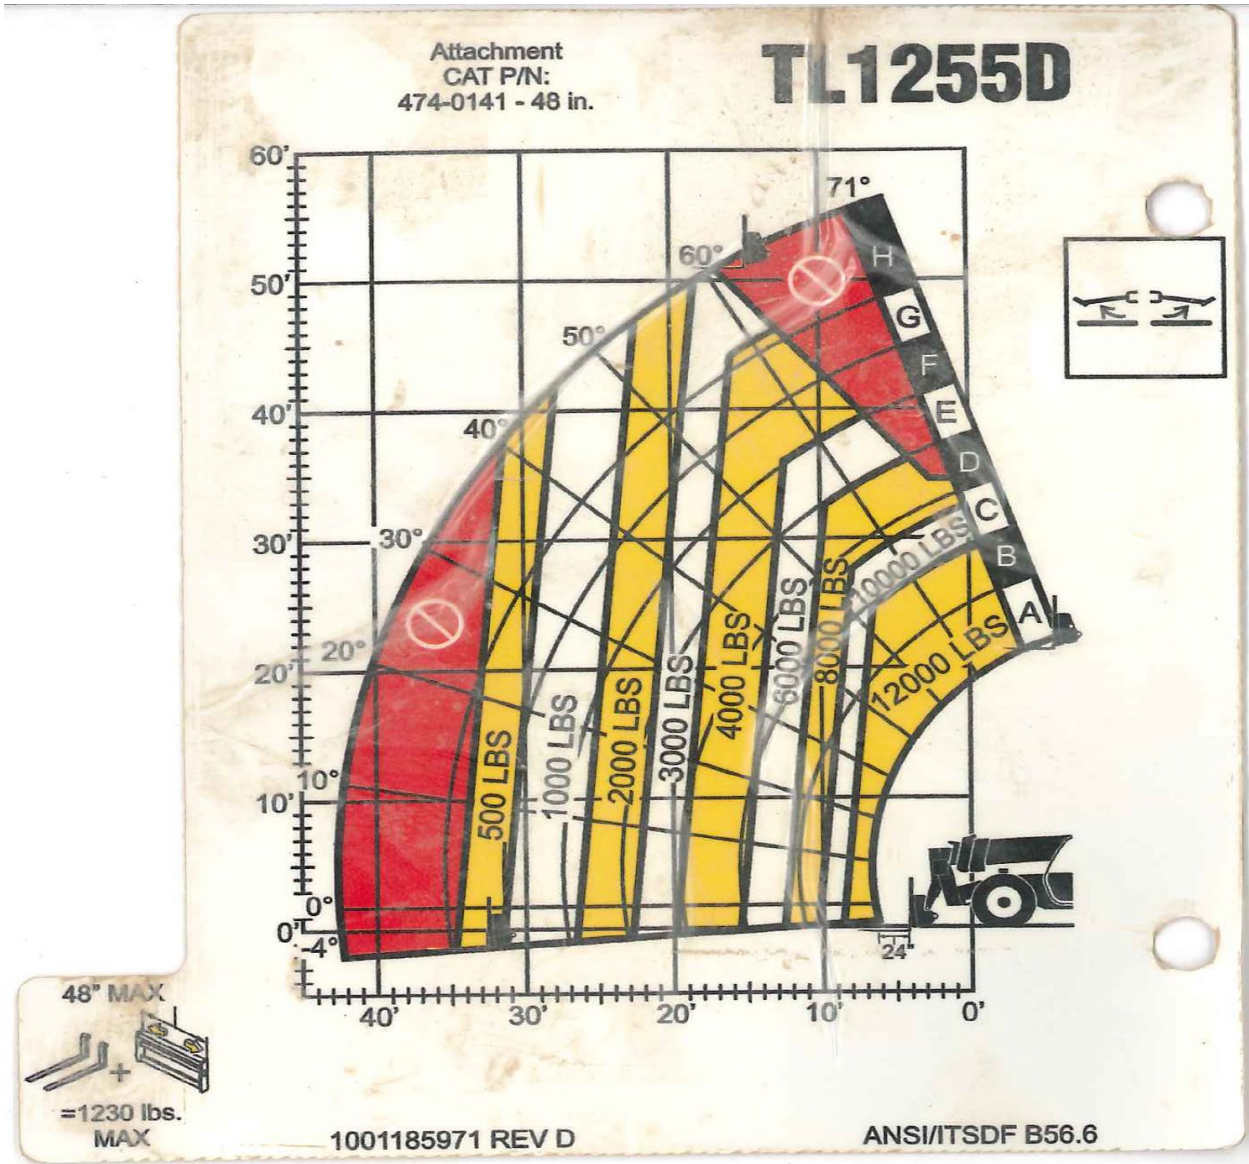 Attachment
CAT P/N:
474-0141 - 48 in.
TL1255D
60'
50'
40'
30'
20'
10'
0'
71°
60°
50°
40°
30°
20°
10°
0°
-4°
H
G
F
E
D
C
B
A
500 LBS
1000 LBS
2000 LBS
3000 LBS
4000 LBS
6000 LBS
8000 LBS
10000 LBS
12000 LBS
24"
40'
30'
20'
10'
0'
48" MAX
+
=1230 lbs.
MAX
1001185971 REV D
ANSI/ITSDF B56.6